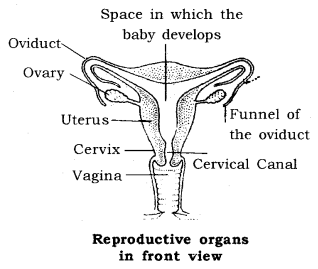 Space in which the
baby develops
Oviduct
Ovary
Uterus
Funnel of
the oviduct
Cervix
Cervical Canal
Vagina
Reproductive organs
in front view